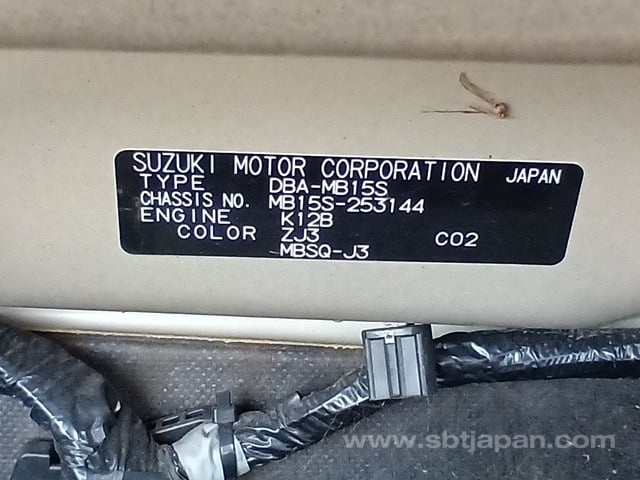 SUZUKI MOTOR CORPORATION JAPAN
TYPE DBA-MB15S
CHASSIS NO. MB15S-253144
ENGINE K12B
COLOR ZJ3 C02
MBSQ-J3
www.sbtjapan.com